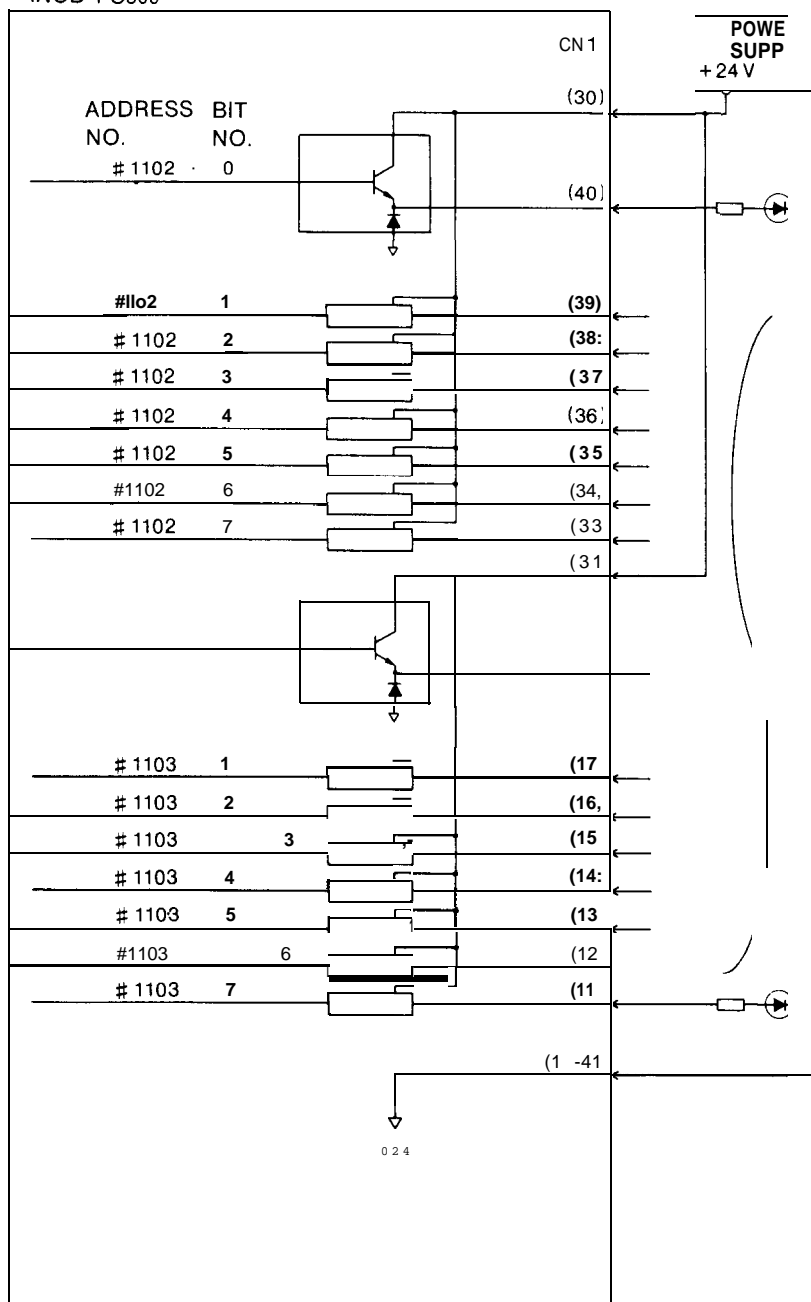 CN1
POWE
SUPP
+24V
(30)
ADDRESS BIT
NO. NO.
#1102 0
(40)
#llo2 1 (39)
#1102 2 (38:
#1102 3 (37
#1102 4 (36)
#1102 5 (35
#1102 6 (34,
#1102 7 (33
(31
#1103 1 (17
#1103 2 (16,
#1103 3 (15
#1103 4 (14:
#1103 5 (13
#1103 6 (12
#1103 7 (11
(1 -41
024